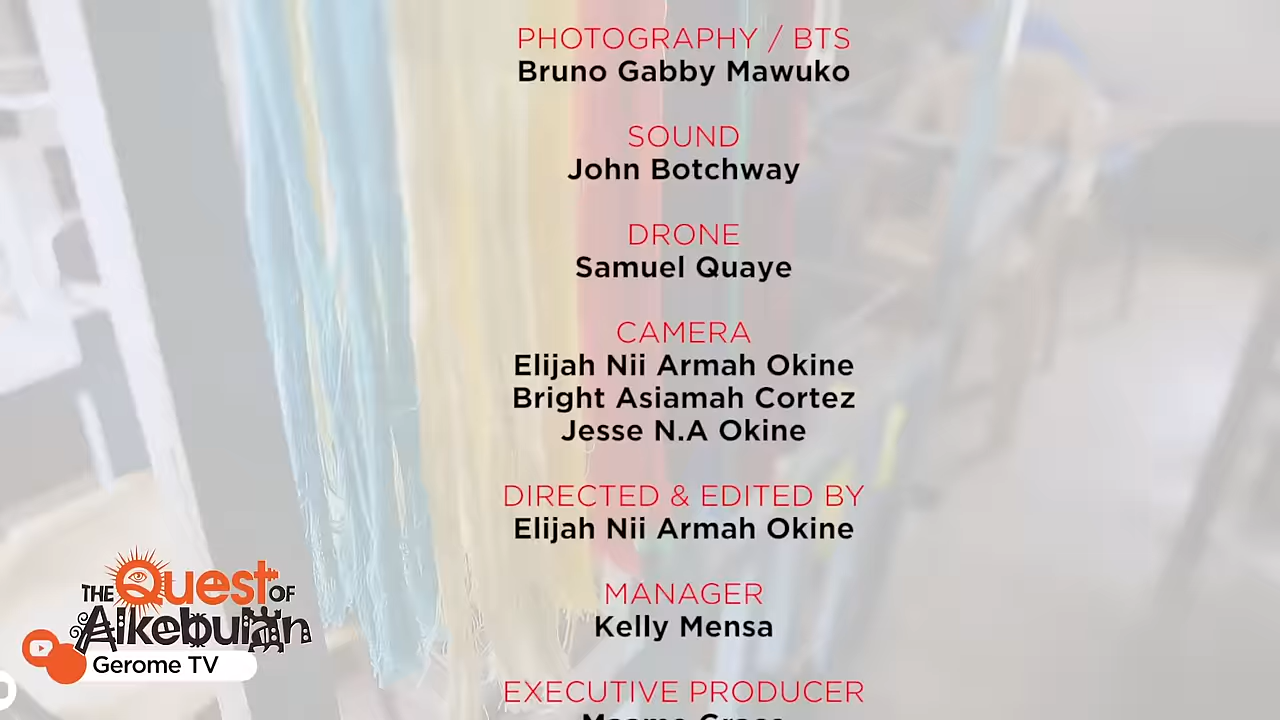 PHOTOGRAPHY / BTS
Bruno Gabby Mawuko
SOUND
John Botchway
DRONE
Samuel Quaye
CAMERA
Elijah Nii Armah Okine
Bright Asiamah Cortez
Jesse N.A Okine
DIRECTED & EDITED BY
Elijah Nii Armah Okine
MANAGER
Kelly Mensa
EXECUTIVE PRODUCER
THE Quest OF
Alkebulan
Gerome TV